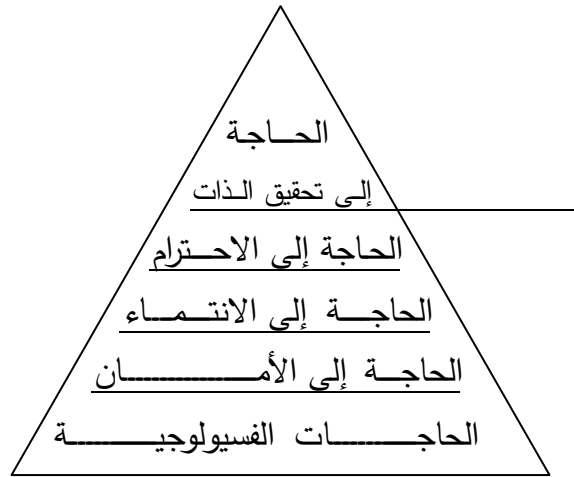 الحاجة
إلى تحقيق الذات
الحاجة إلى الاحترام
الحاجة إلى الانتماء
الحاجة إلى الأمان
الحاجات الفسيولوجية